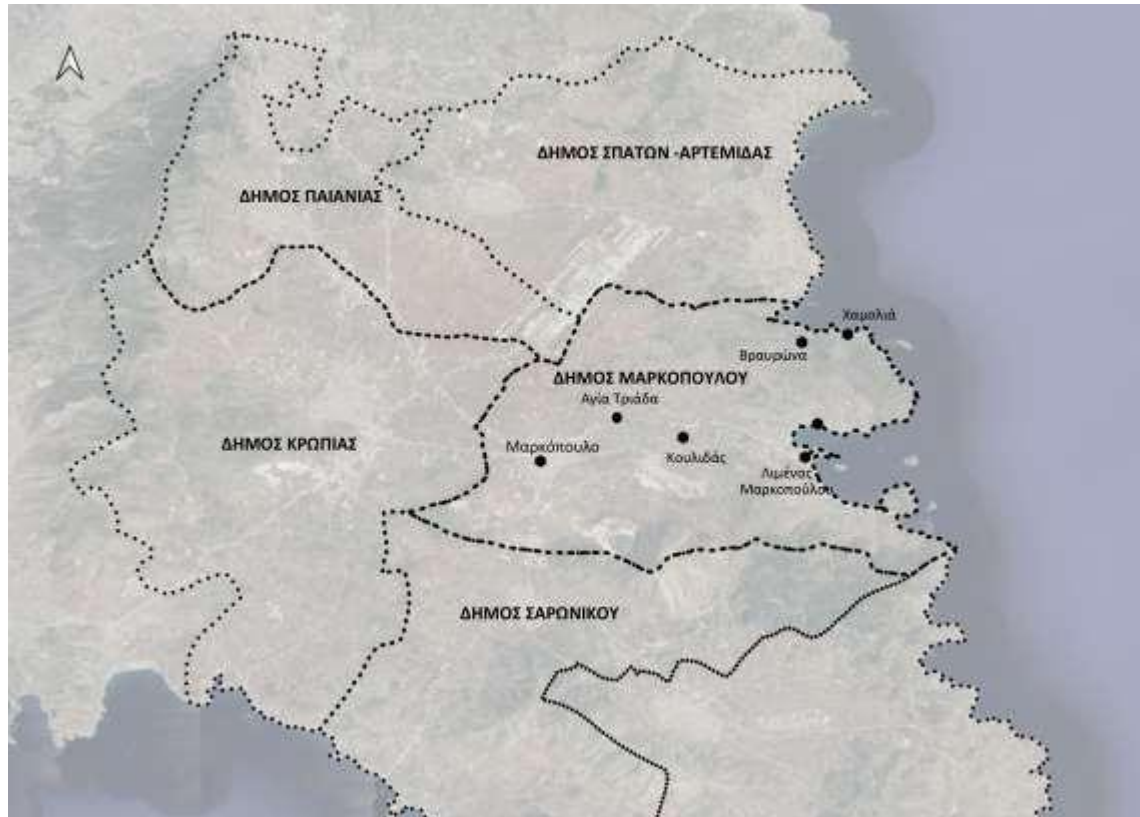 ΔΗΜΟΣ ΣΠΑΤΩΝ -ΑΡΤΕΜΙΔΑΣ
ΔΗΜΟΣ ΠΑΙΑΝΙΑΣ
Χαμολιά
Βραυρώνα
ΔΗΜΟΣ ΜΑΡΚΟΠΟΥΛΟΥ
Αγία Τριάδα
ΔΗΜΟΣ ΚΡΩΠΙΑΣ
Μαρκόπουλο
Κουλιδάς
Λιμένας
Μαρκοπούλου
ΔΗΜΟΣ ΣΑΡΩΝΙΚΟΥ